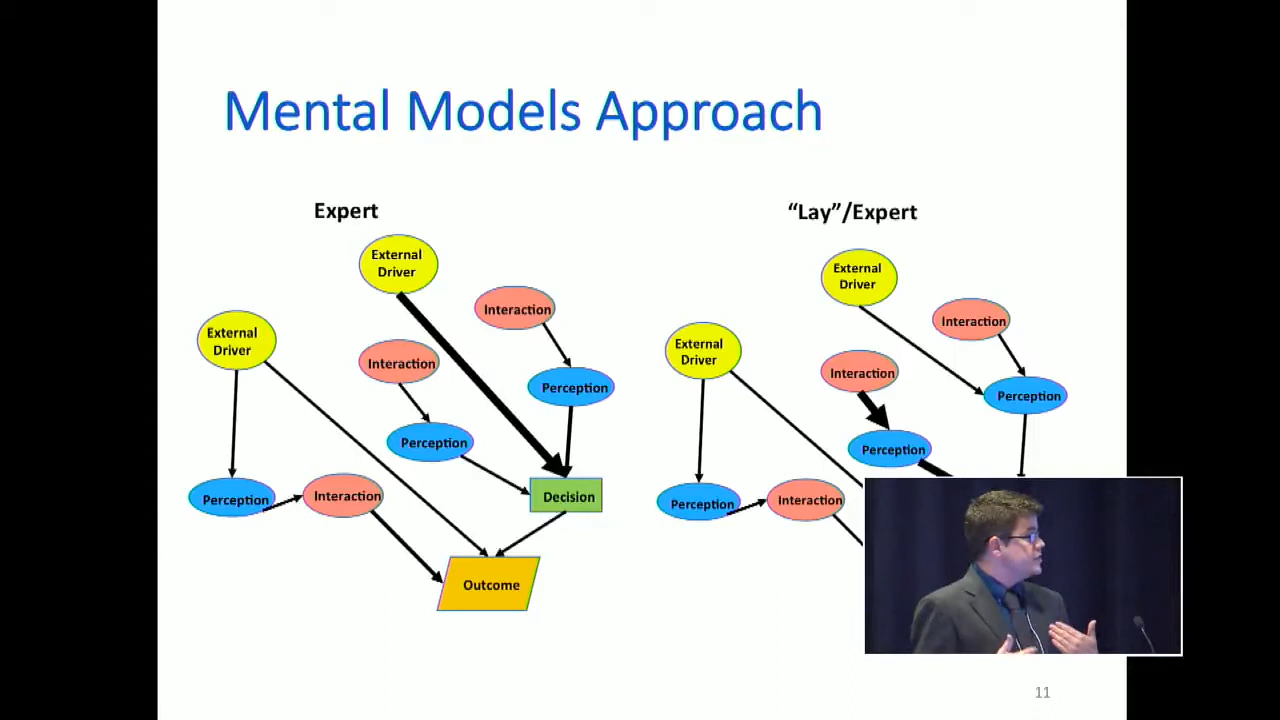 Mental Models Approach
Expert
External
Driver
Interaction
External
Driver
Interaction
Perception
Perception
Perception
Interaction
Decision
Outcome
“Lay”/Expert
External
Driver
Interaction
External
Driver
Interaction
Perception
Perception
Perception
Interaction
11